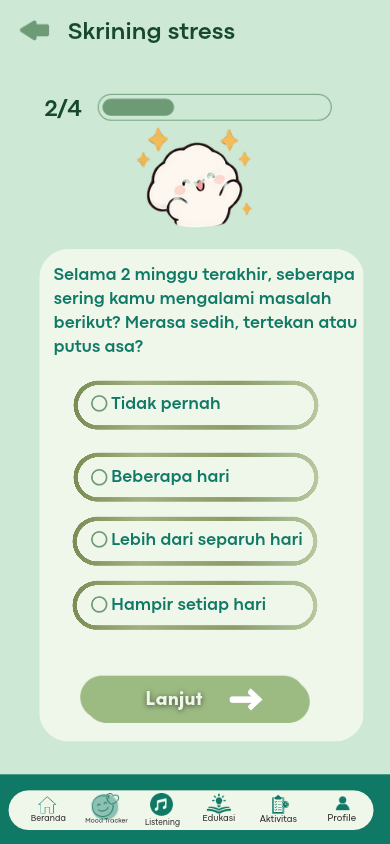 Skrining stress
2/4
Selama 2 minggu terakhir, seberapa
sering kamu mengalami masalah
berikut? Merasa sedih, tertekan atau
putus asa?
Tidak pernah
Beberapa hari
Lebih dari separuh hari
Hampir setiap hari
Lanjut
Beranda
Mood Tracker
Listening
Edukasi
Aktivitas
Profile